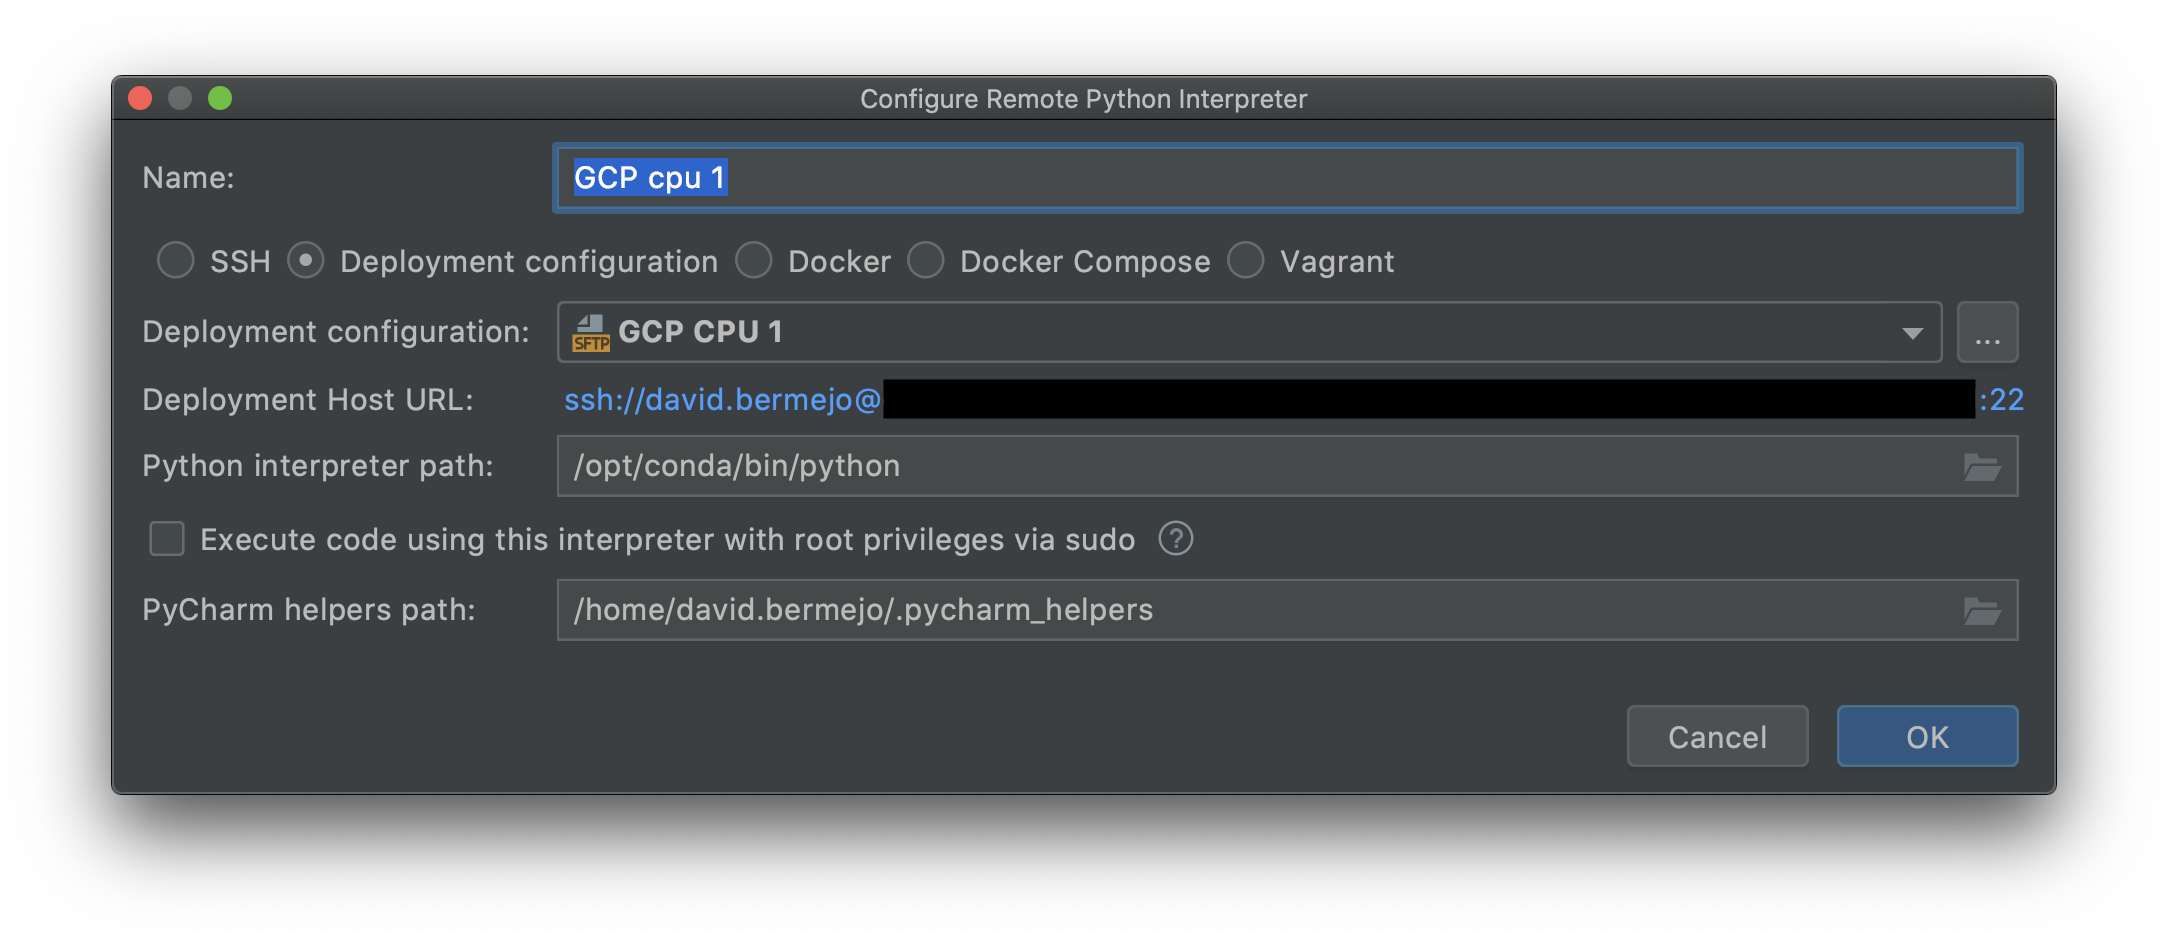 Configure Remote Python Interpreter
Name: GCP cpu 1
SSH Deployment configuration Docker Docker Compose Vagrant
Deployment configuration: SFTP GCP CPU 1 ...
Deployment Host URL: ssh://david.bermejo@ :22
Python interpreter path: /opt/conda/bin/python
Execute code using this interpreter with root privileges via sudo ?
PyCharm helpers path: /home/david.bermejo/.pycharm_helpers
Cancel OK